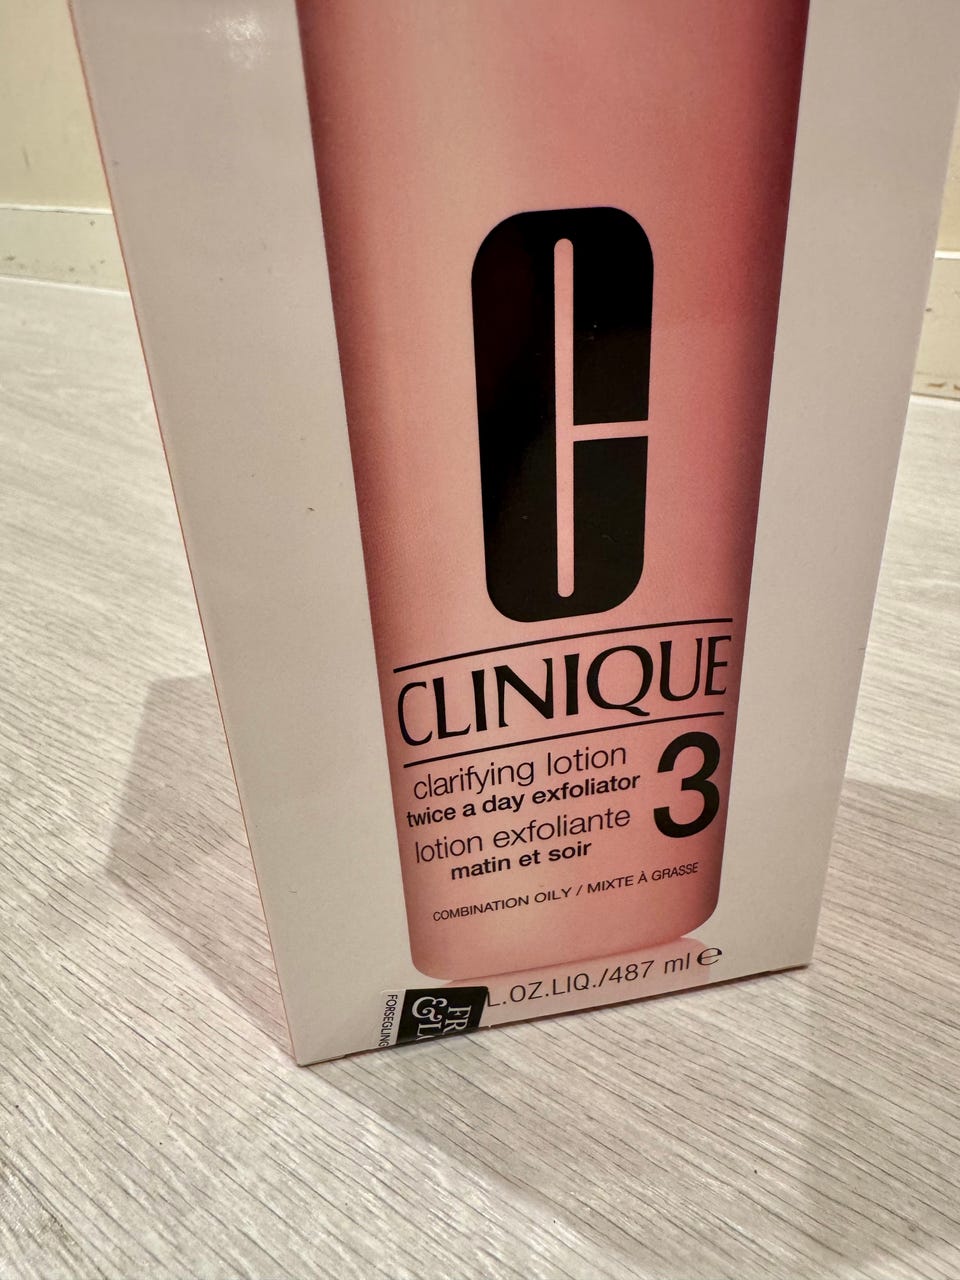 C
CLINIQUE
clarifying lotion
twice a day exfoliator
3
lotion exfoliante
matin et soir
COMBINATION OILY / MIXTE À GRASSE
L.OZ.LIQ./487 ml e
FORSEGLING
FR
& L